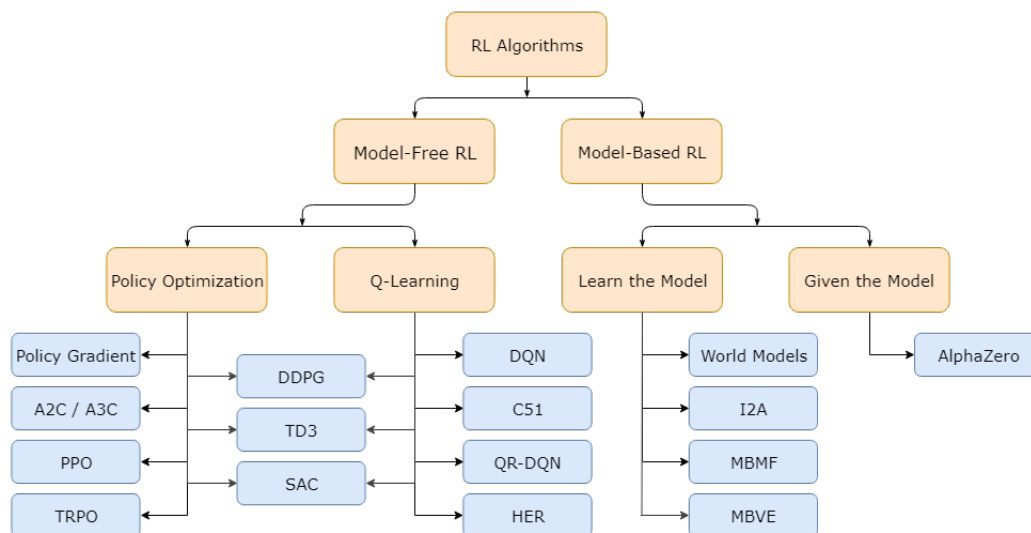 RL Algorithms
Model-Free RL
Model-Based RL
Policy Optimization
Q-Learning
Learn the Model
Given the Model
Policy Gradient
DDPG
DQN
World Models
AlphaZero
A2C / A3C
TD3
C51
I2A
PPO
SAC
QR-DQN
MBMF
TRPO
HER
MBVE